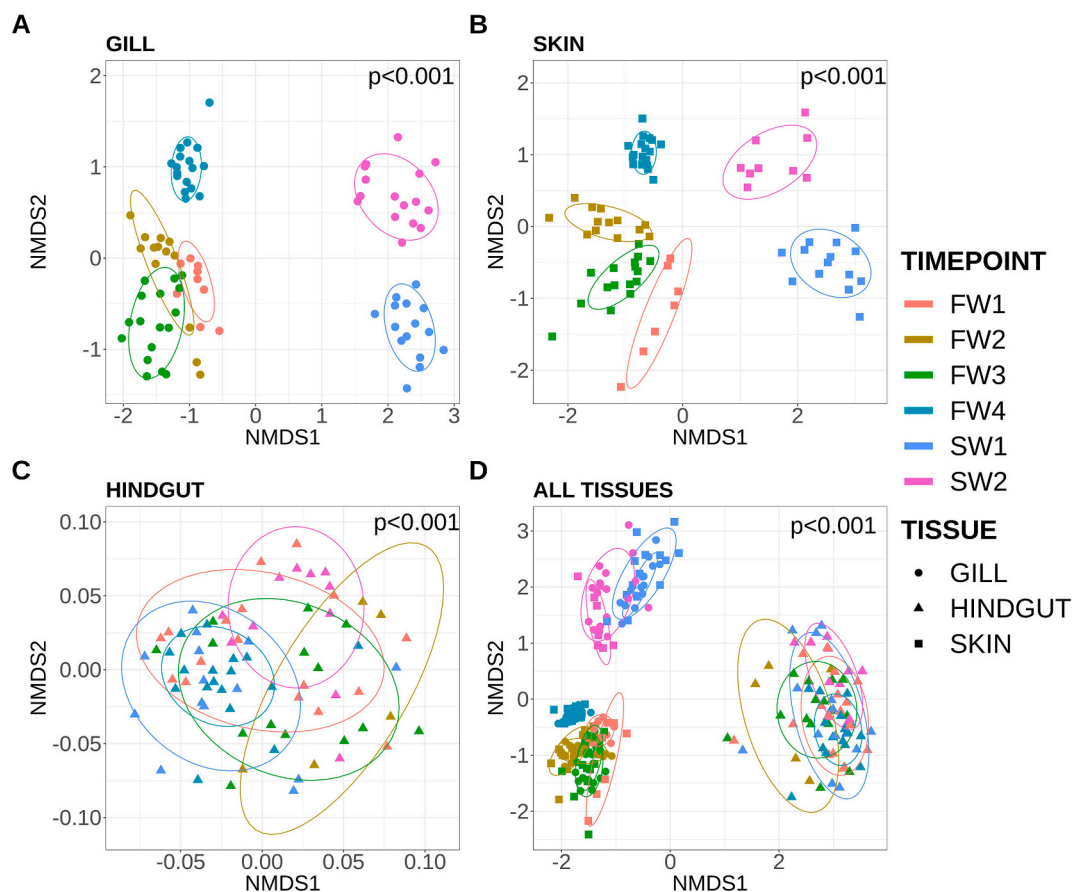 A
GILL
p<0.001
NMDS2
2
1
0
-1
-2
-1
0
1
2
3
NMDS1
B
SKIN
p<0.001
NMDS2
2
1
0
-1
-2
-2
0
2
NMDS1
C
HINDGUT
p<0.001
NMDS2
0.10
0.05
0.00
-0.05
-0.10
-0.05
0.00
0.05
0.10
NMDS1
D
ALL TISSUES
p<0.001
NMDS2
3
2
1
0
-1
-2
-2
0
2
NMDS1
TIMEPOINT
FW1
FW2
FW3
FW4
SW1
SW2
TISSUE
GILL
HINDGUT
SKIN